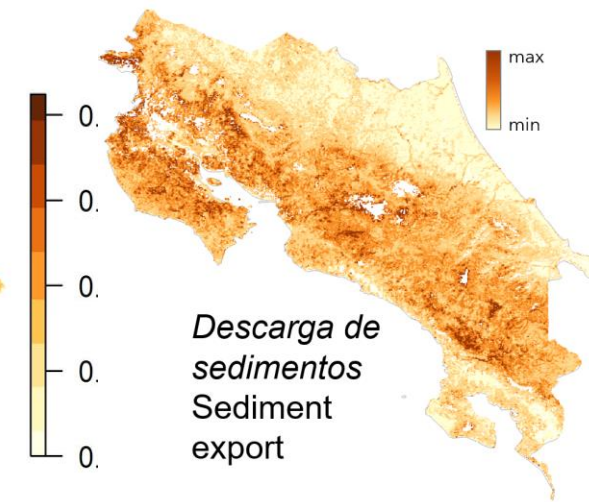 max
min
0.
0.
0.
0.
0.
Descarga de
sedimentos
Sediment
export